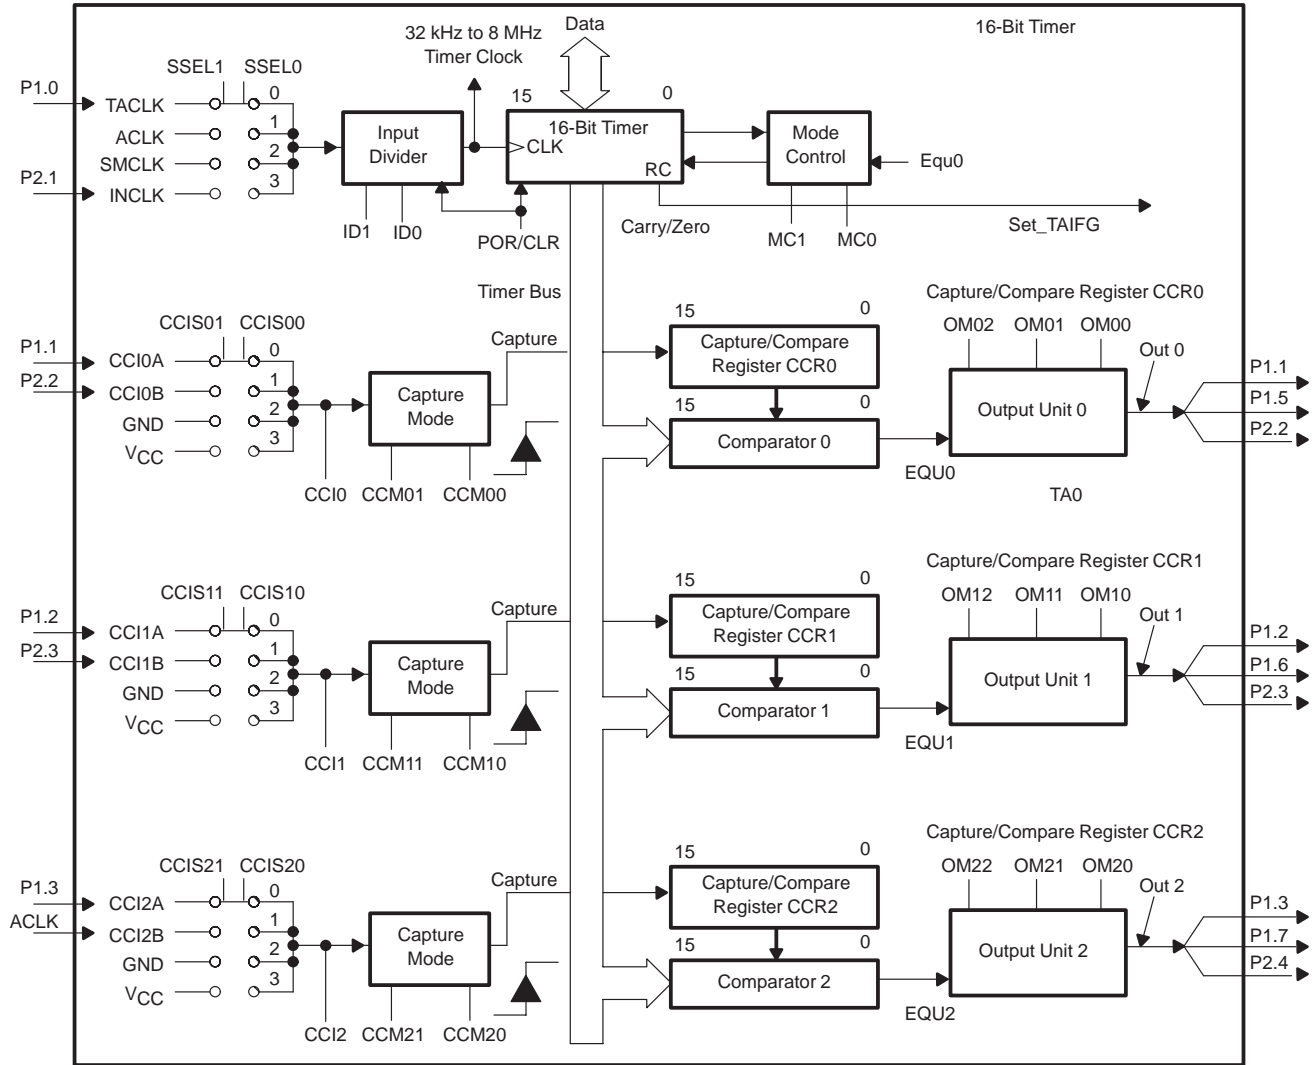 16-Bit Timer
32 kHz to 8 MHz
Timer Clock
Data
SSEL1 SSEL0
P1.0
TACLK
0
ACLK
1
SMCLK
2
P2.1
INCLK
3
Input
Divider
ID1 ID0
POR/CLR
15 0
16-Bit Timer
CLK
RC
Mode
Control
Equ0
MC1 MC0
Carry/Zero
Set_TAIFG
Timer Bus
CCIS01 CCIS00
P1.1
CCI0A
0
P2.2
CCI0B
1
GND
2
VCC
3
CCI0
Capture
Mode
CCM01 CCM00
Capture
15 0
Capture/Compare
Register CCR0
15 0
Comparator 0
EQU0
Capture/Compare Register CCR0
OM02 OM01 OM00
Output Unit 0
Out 0
P1.1
P1.5
P2.2
TA0
CCIS11 CCIS10
P1.2
CCI1A
0
P2.3
CCI1B
1
GND
2
VCC
3
CCI1
Capture
Mode
CCM11 CCM10
Capture
15 0
Capture/Compare
Register CCR1
15 0
Comparator 1
EQU1
Capture/Compare Register CCR1
OM12 OM11 OM10
Output Unit 1
Out 1
P1.2
P1.6
P2.3
CCIS21 CCIS20
P1.3
CCI2A
0
ACLK
CCI2B
1
GND
2
VCC
3
CCI2
Capture
Mode
CCM21 CCM20
Capture
15 0
Capture/Compare
Register CCR2
15 0
Comparator 2
EQU2
Capture/Compare Register CCR2
OM22 OM21 OM20
Output Unit 2
Out 2
P1.3
P1.7
P2.4